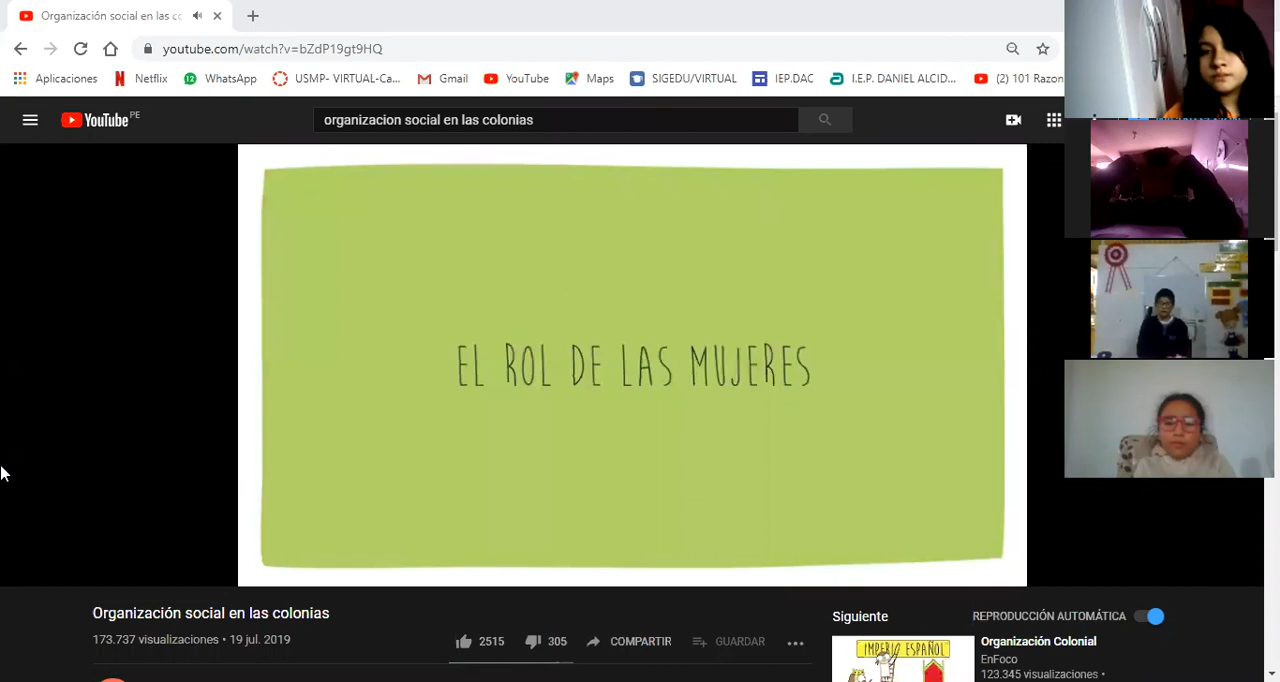 Organización social en las co
youtube.com/watch?v=bZdP19gt9HQ
Aplicaciones Netflix WhatsApp USMP- VIRTUAL-Ca... Gmail YouTube Maps SIGEDU/VIRTUAL IEP.DAC I.E.P. DANIEL ALCID... (2) 101 Razon
YouTube PE organizacion social en las colonias
EL ROL DE LAS MUJERES
Organización social en las colonias
173.737 visualizaciones • 19 jul. 2019
2515 305 COMPARTIR GUARDAR
Siguiente REPRODUCCIÓN AUTOMÁTICA
IMPERIO ESPAÑOL
Organización Colonial
EnFoco
123.345 visualizaciones •